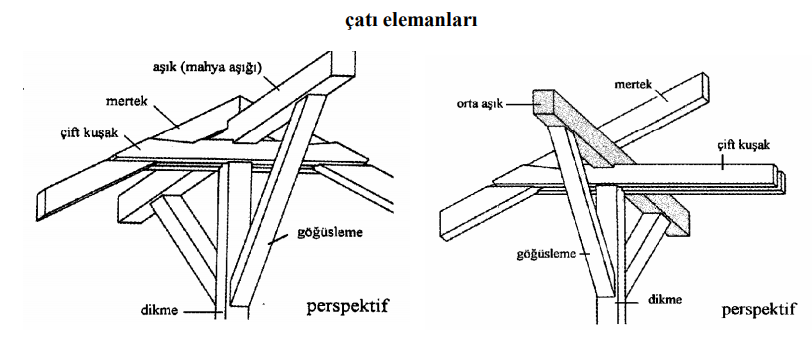 çatı elemanları
aşık (mahya aşığı)
mertek
çift kuşak
göğüsleme
dikme
perspektif
mertek
orta aşık
çift kuşak
göğüsleme
dikme
perspektif